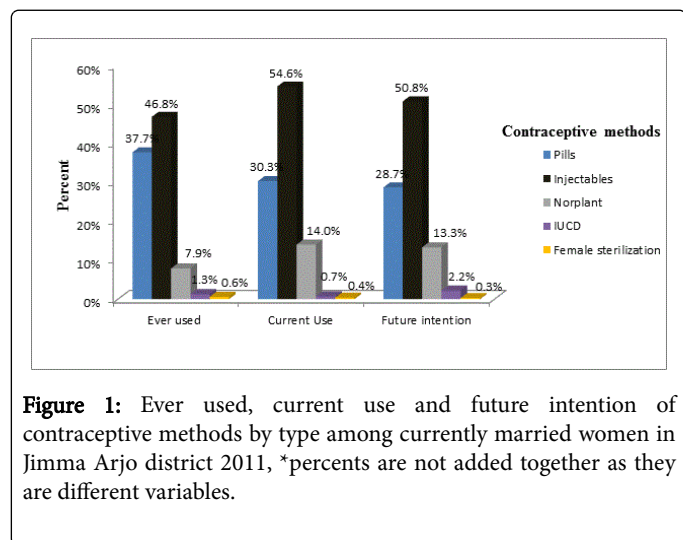 60%
50%
40%
30%
20%
10%
0%
Percent
37.7%
46.8%
7.9%
1.3%
0.6%
30.3%
54.6%
14.0%
0.7%
0.4%
28.7%
50.8%
13.3%
2.2%
0.3%
Ever used
Current Use
Future intention
Contraceptive methods
Pills
Injectables
Norplant
IUCD
Female sterilization
Figure 1: Ever used, current use and future intention of
contraceptive methods by type among currently married women in
Jimma Arjo district 2011, *percents are not added together as they
are different variables.